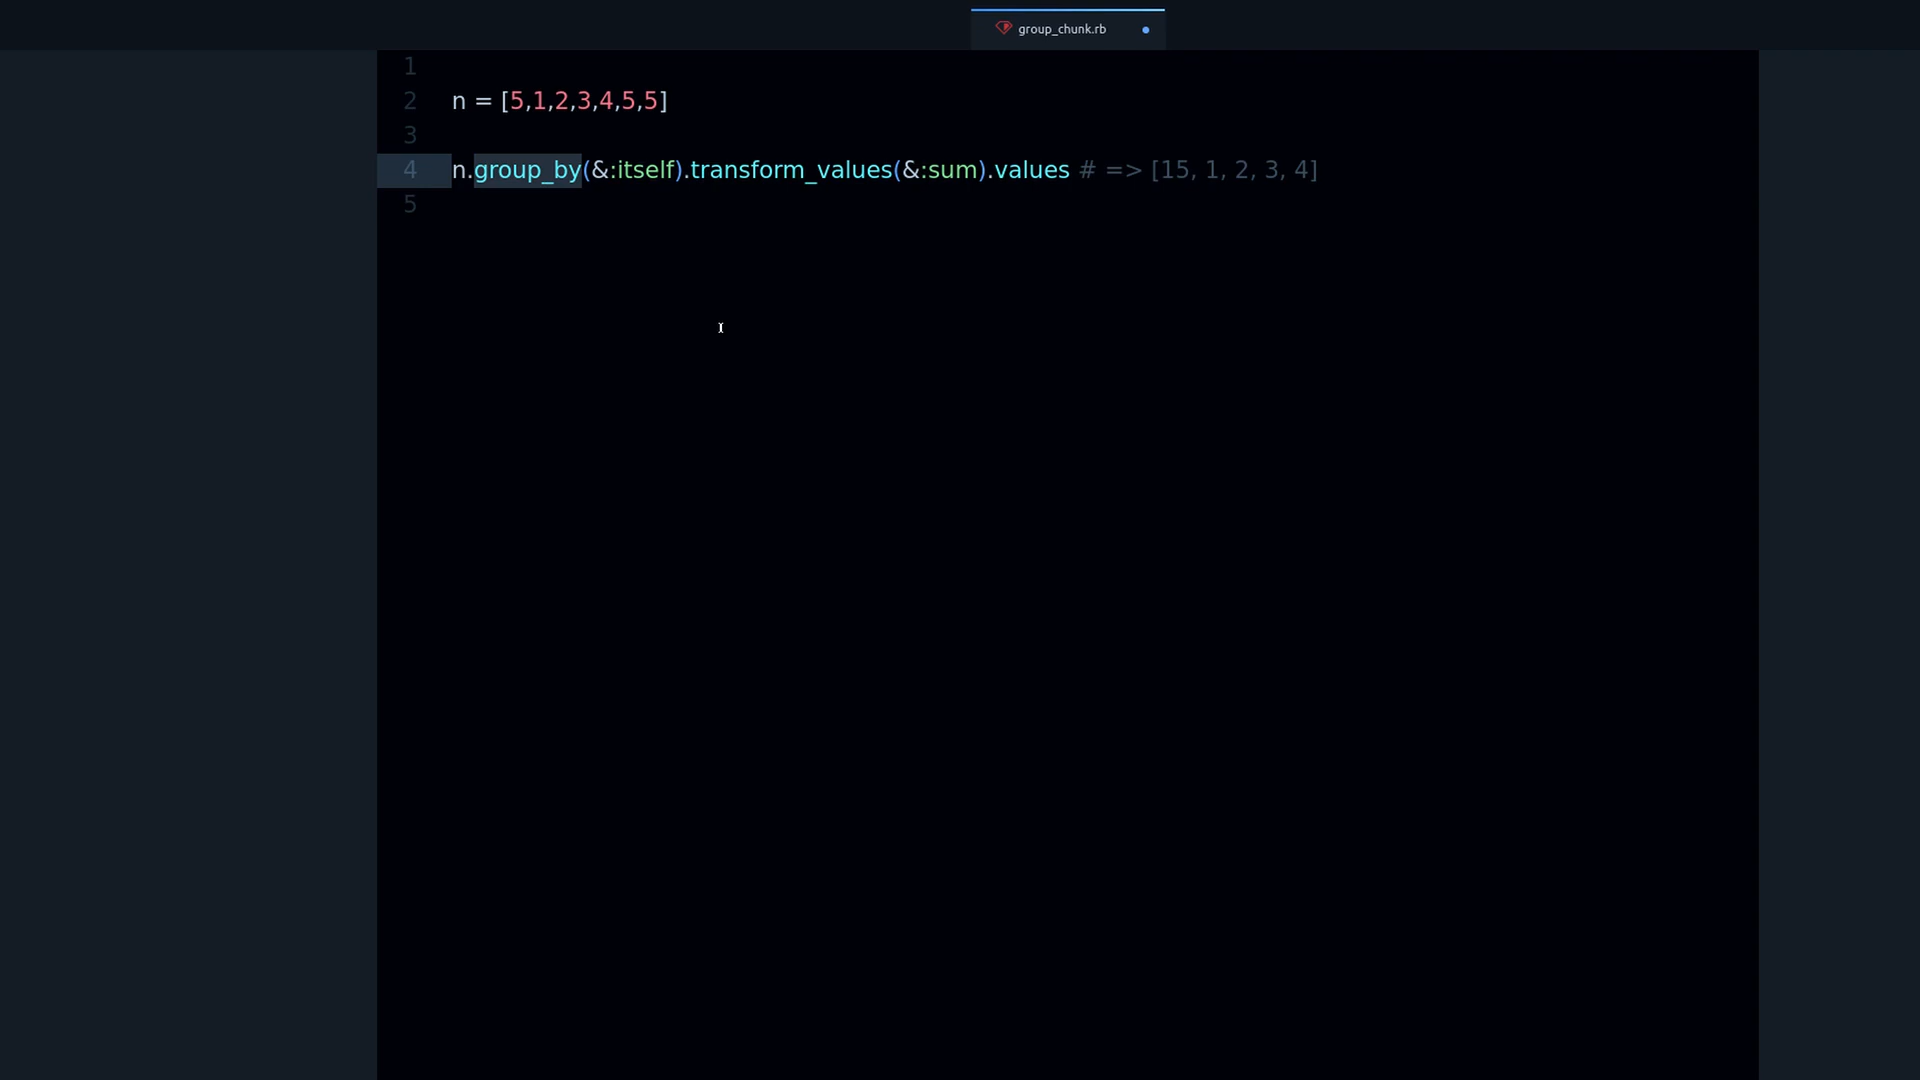 group_chunk.rb
1
2 n = [5,1,2,3,4,5,5]
3
4 n.group_by(&:itself).transform_values(&:sum).values # => [15, 1, 2, 3, 4]
5